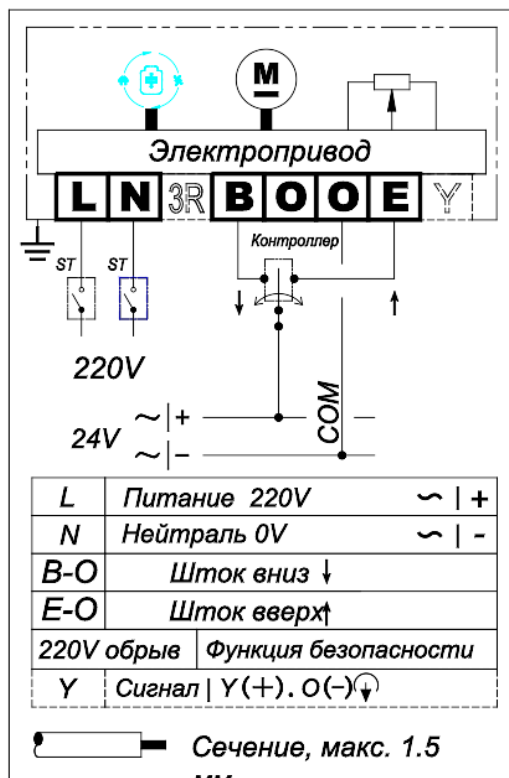 M
Электропривод
L N 3R B O O E Y
Контроллер
ST ST
220V
COM
24V ~|+
~|-
L Питание 220V ~ | +
N Нейтраль 0V ~ | -
B-O Шток вниз ↓
E-O Шток вверх↑
220V обрыв Функция безопасности
Y Сигнал | Y(+). O(-)
Сечение, макс. 1.5